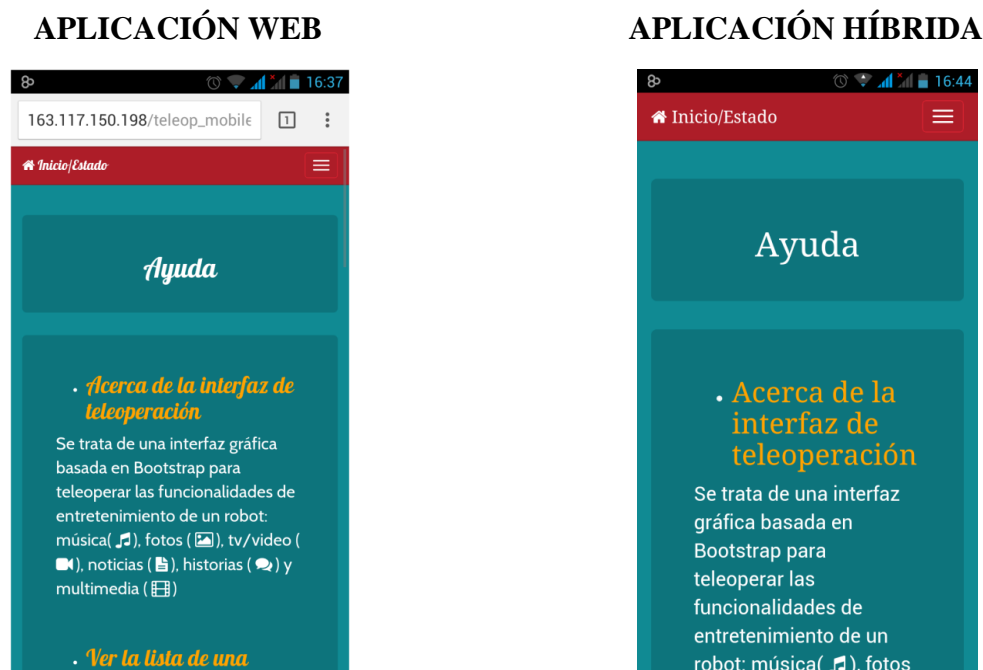 APLICACIÓN WEB
16:37
163.117.150.198/teleop_mobile
1
Inicio/Estado
Ayuda
• Acerca de la interfaz de
teleoperación
Se trata de una interfaz gráfica
basada en Bootstrap para
teleoperar las funcionalidades de
entretenimiento de un robot:
música( ), fotos ( ), tv/video (
), noticias ( ), historias ( ) y
multimedia ( )
• Ver la lista de una
APLICACIÓN HÍBRIDA
16:44
Inicio/Estado
Ayuda
• Acerca de la
interfaz de
teleoperación
Se trata de una interfaz
gráfica basada en
Bootstrap para
teleoperar las
funcionalidades de
entretenimiento de un
robot: música( ), fotos